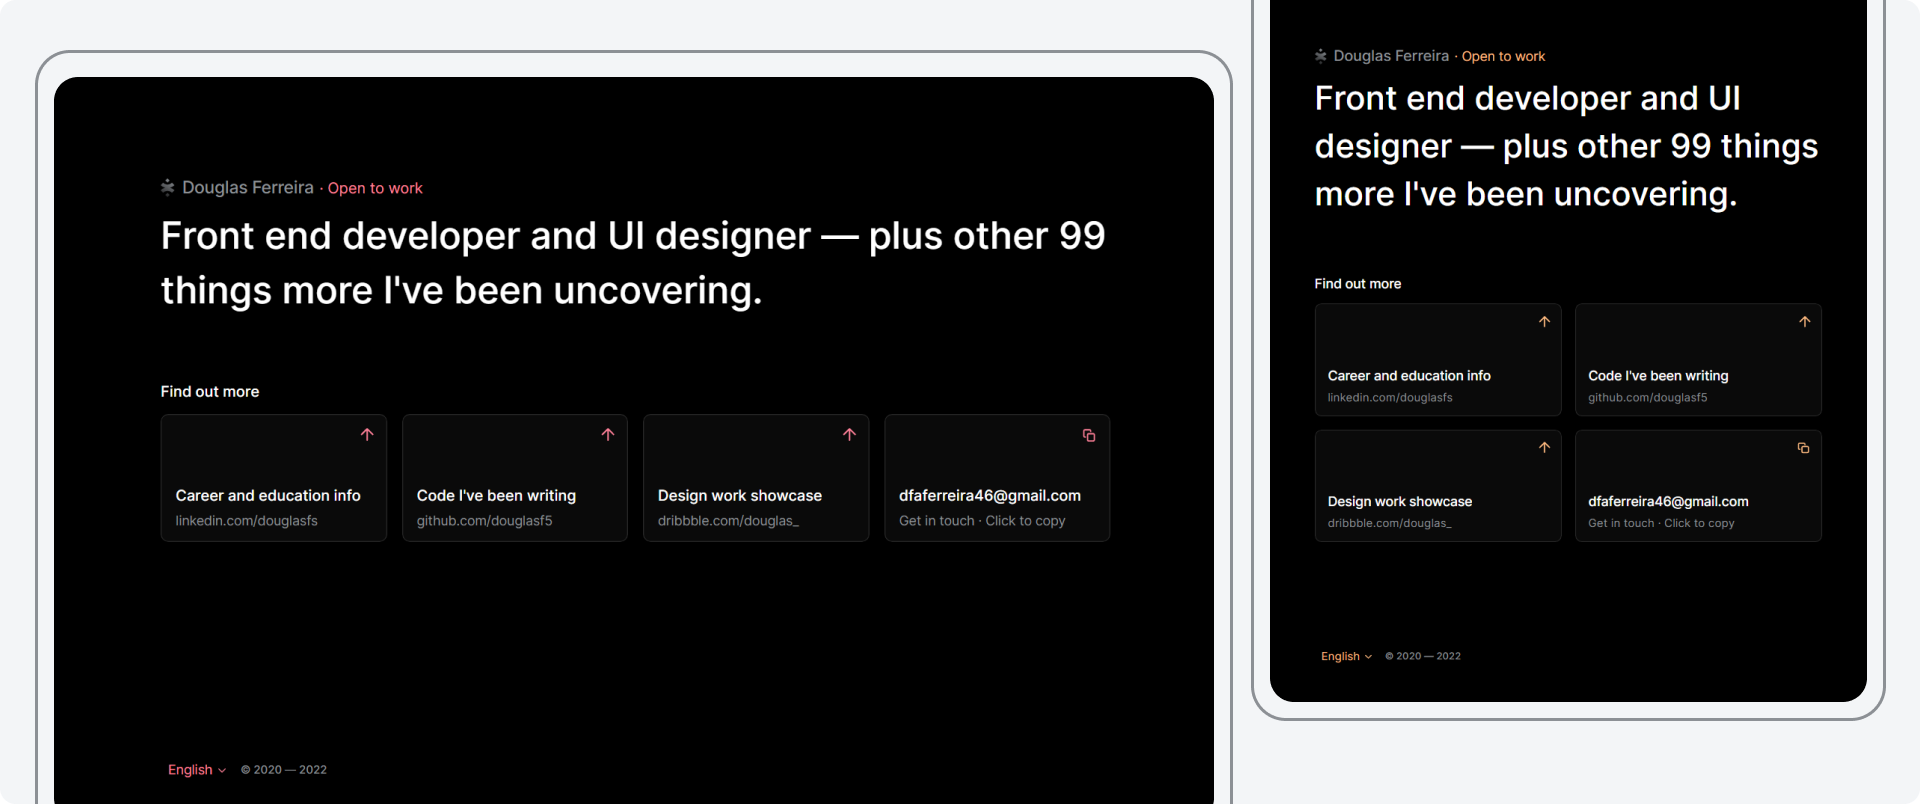 Douglas Ferreira · Open to work
Front end developer and UI designer — plus other 99
things more I've been uncovering.
Find out more
Career and education info
linkedin.com/douglasfs
Code I've been writing
github.com/douglasf5
Design work showcase
dribbble.com/douglas_
dfaferreira46@gmail.com
Get in touch · Click to copy
English
© 2020 — 2022
Douglas Ferreira · Open to work
Front end developer and UI
designer — plus other 99 things
more I've been uncovering.
Find out more
Career and education info
linkedin.com/douglasfs
Code I've been writing
github.com/douglasf5
Design work showcase
dribbble.com/douglas_
dfaferreira46@gmail.com
Get in touch · Click to copy
English
© 2020 — 2022